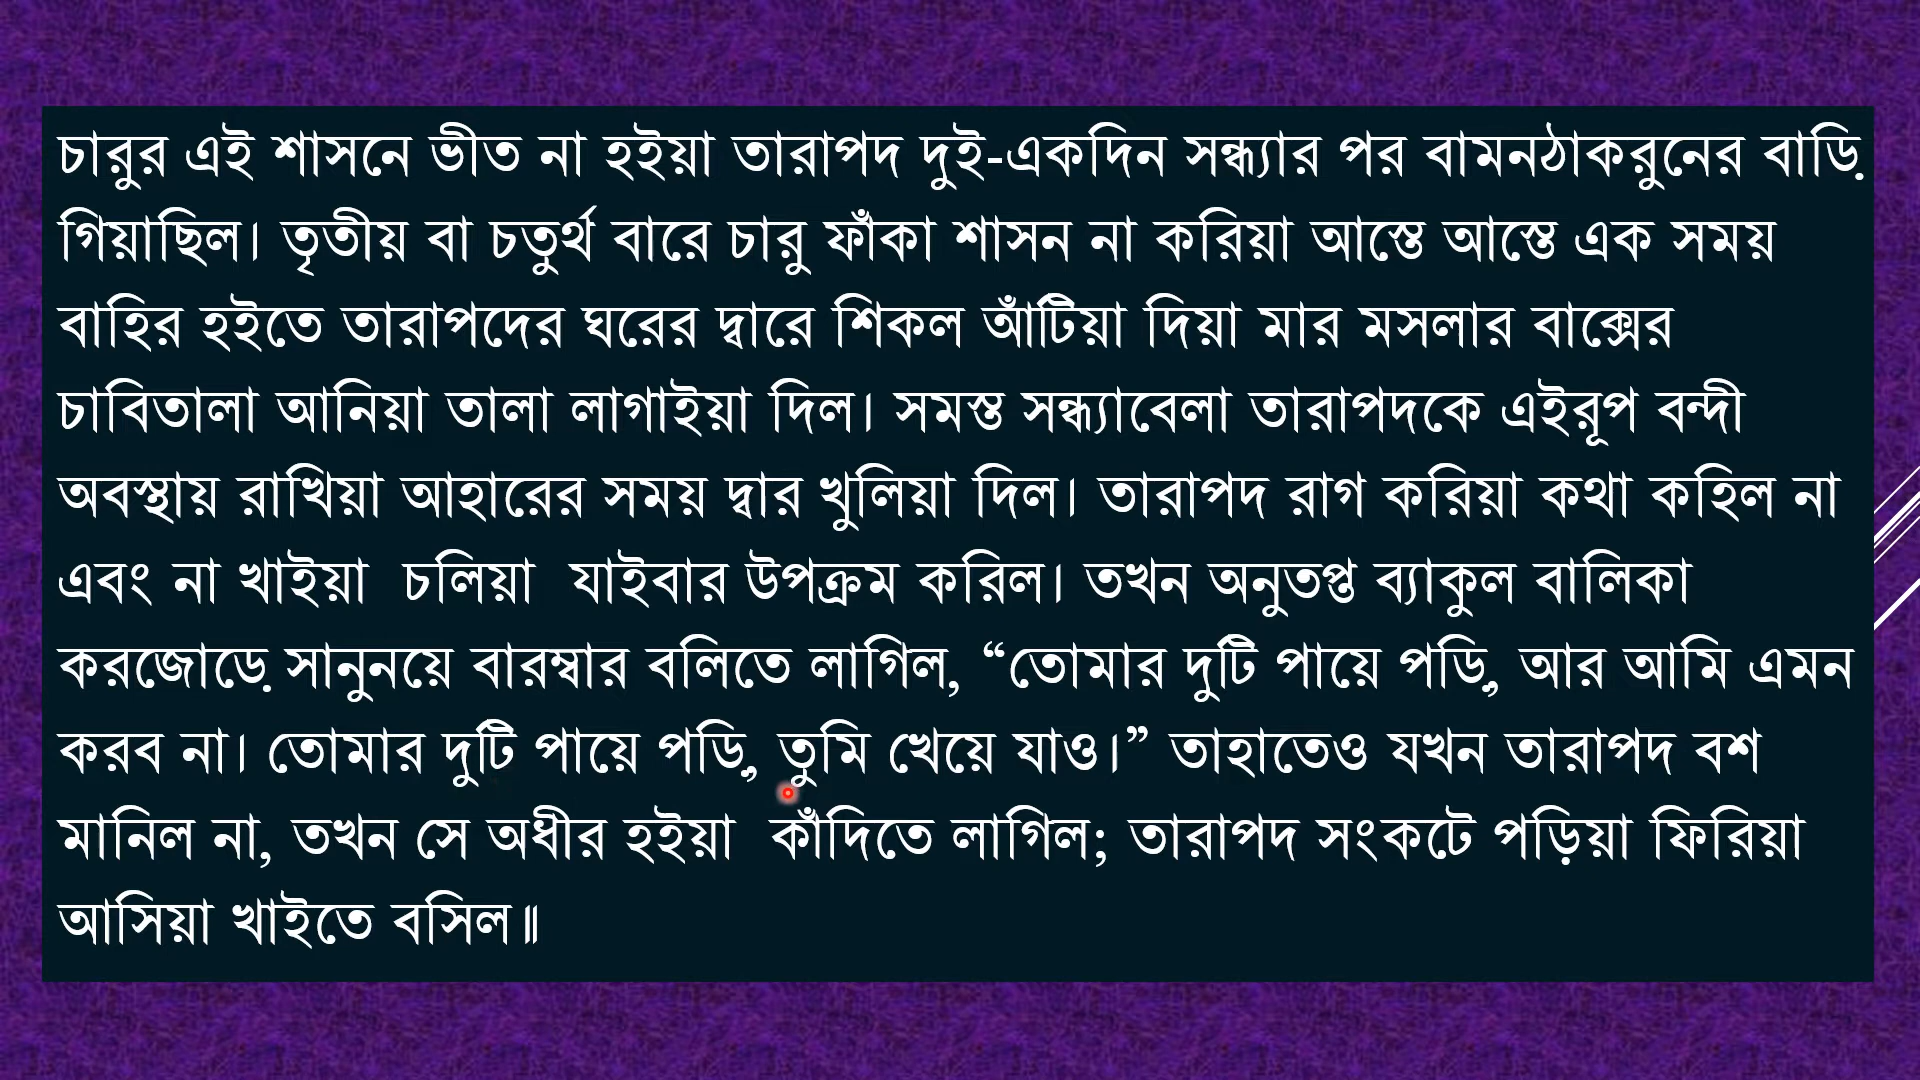 চারুর এই শাসনে ভীত না হইয়া তারাপদ দুই-একদিন সন্ধ্যার পর বামনঠাকরুনের বাড়ি
গিয়াছিল। তৃতীয় বা চতুর্থ বারে চারু ফাঁকা শাসন না করিয়া আস্তে আস্তে এক সময়
বাহির হইতে তারাপদের ঘরের দ্বারে শিকল আঁটিয়া দিয়া মার মসলার বাক্সের
চাবিতালা আনিয়া তালা লাগাইয়া দিল। সমস্ত সন্ধ্যাবেলা তারাপদকে এইরূপ বন্দী
অবস্থায় রাখিয়া আহারের সময় দ্বার খুলিয়া দিল। তারাপদ রাগ করিয়া কথা কহিল না
এবং না খাইয়া চলিয়া যাইবার উপক্রম করিল। তখন অনুতপ্ত ব্যাকুল বালিকা
করজোড়ে সানুনয়ে বারম্বার বলিতে লাগিল, “তোমার দুটি পায়ে পড়ি, আর আমি এমন
করব না। তোমার দুটি পায়ে পড়ি, তুমি খেয়ে যাও।” তাহাতেও যখন তারাপদ বশ
মানিল না, তখন সে অধীর হইয়া কাঁদিতে লাগিল; তারাপদ সংকটে পড়িয়া ফিরিয়া
আসিয়া খাইতে বসিল॥